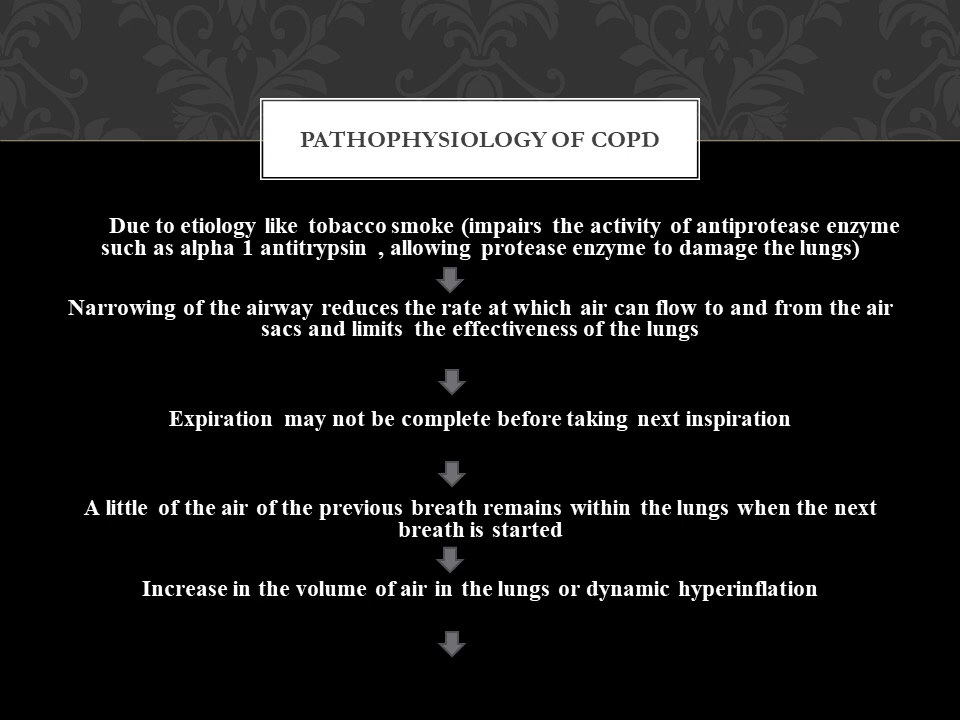 PATHOPHYSIOLOGY OF COPD
Due to etiology like tobacco smoke (impairs the activity of antiprotease enzyme
such as alpha 1 antitrypsin , allowing protease enzyme to damage the lungs)
Narrowing of the airway reduces the rate at which air can flow to and from the air
sacs and limits the effectiveness of the lungs
Expiration may not be complete before taking next inspiration
A little of the air of the previous breath remains within the lungs when the next
breath is started
Increase in the volume of air in the lungs or dynamic hyperinflation